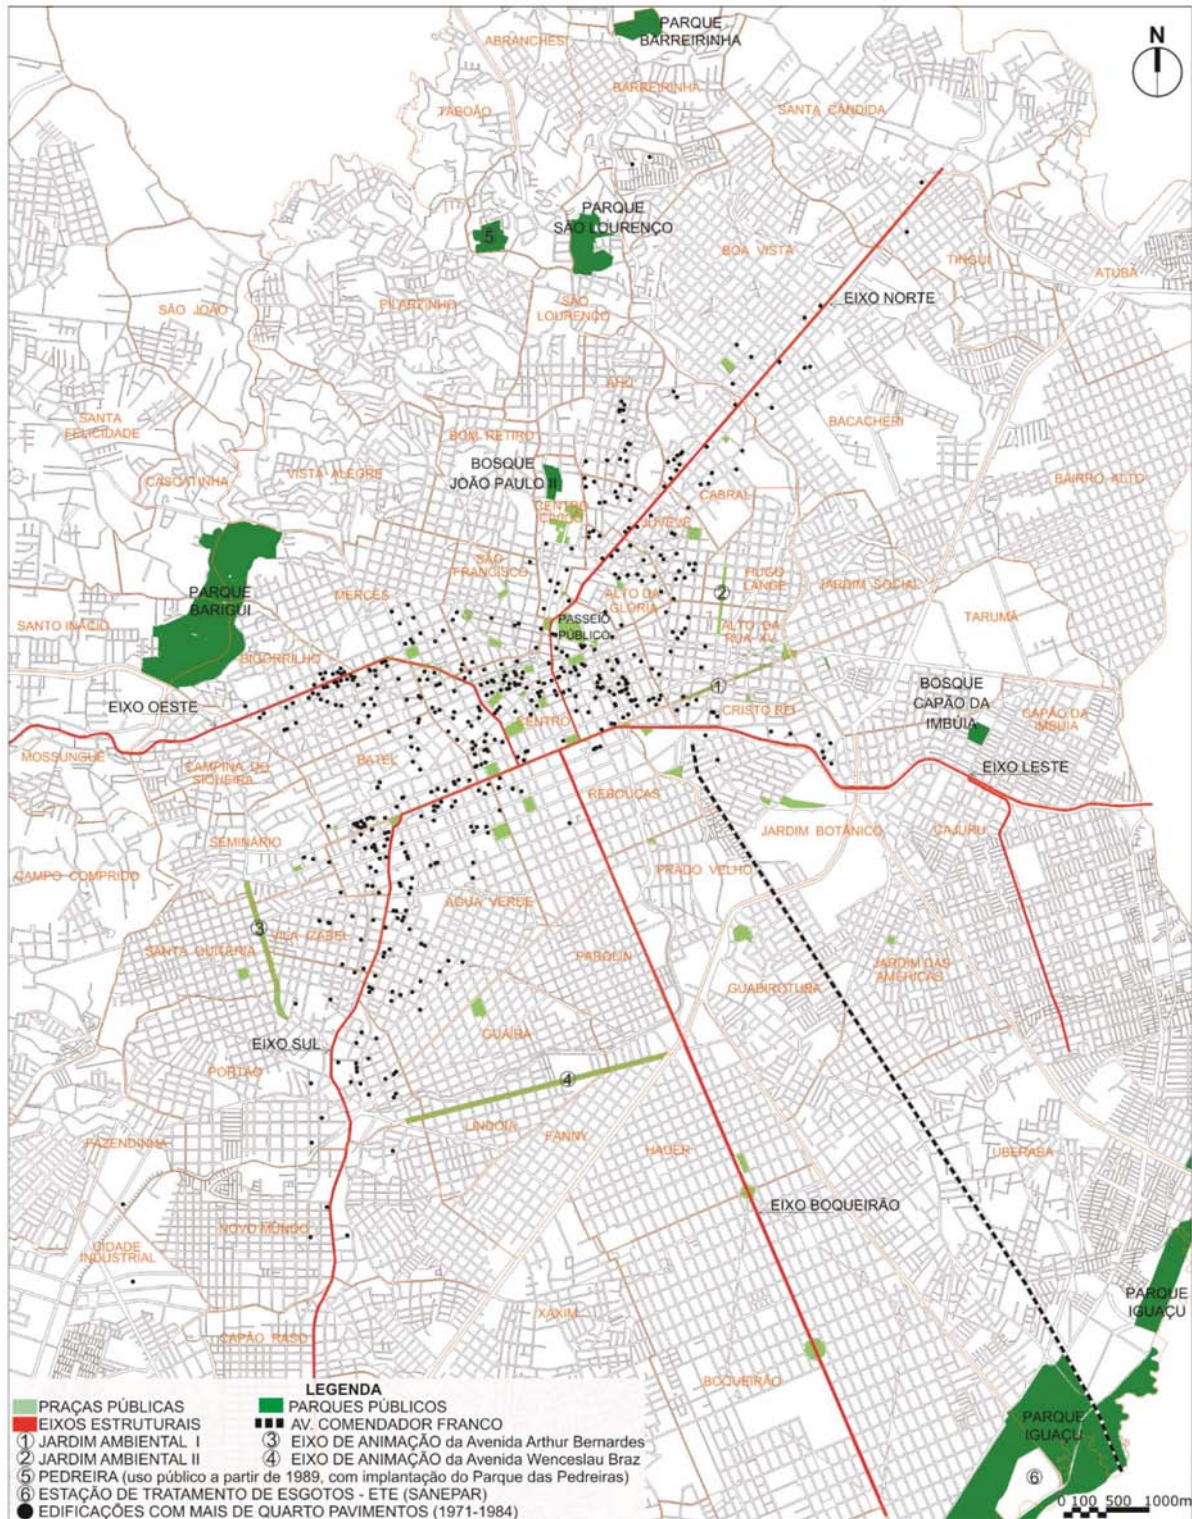 PARQUE
BARREIRINHA
N
ABRANCHES
BARREIRINHA
TABOÃO
SANTA CÂNDIDA
PARQUE
SÃO LOURENÇO
5
BOA VISTA
TINGUI
ATUBA
SÃO JOÃO
PILARZINHO
SÃO
LOURENÇO
EIXO NORTE
AHÚ
SANTA
FELICIDADE
BACACHERI
BOM RETIRO
BOSQUE
JOÃO PAULO II
VISTA ALEGRE
CASCATINHA
BAIRRO ALTO
CABRAL
CENTRO
CÍVICO
JUVEVÊ
SÃO
FRANCISCO
HUGO
LANGE
JARDIM SOCIAL
PARQUE
BARIGUI
MERCÊS
ALTO DA
GLÓRIA
2
TARUMÃ
SANTO INÁCIO
PASSEIO
PÚBLICO
ALTO DA
RUA XV
BIGORRILHO
1
BOSQUE
CAPÃO DA
IMBÚIA
EIXO OESTE
CRISTO REI
CAPÃO DA
IMBÚIA
CENTRO
MOSSUNGUÊ
CAMPINA DO
SIQUEIRA
BATEL
EIXO LESTE
REBOUÇAS
JARDIM BOTÂNICO
CAJURU
SEMINÁRIO
CAMPO COMPRIDO
PRADO VELHO
ÁGUA VERDE
3
VILA IZABEL
SANTA QUITÉRIA
PAROLIN
JARDIM DAS
AMÉRICAS
GUABIROTUBA
GUAÍRA
EIXO SUL
PORTÃO
4
LINDÓIA
FANNY
FAZENDINHA
HAUER
UBERABA
EIXO BOQUEIRÃO
NOVO MUNDO
CIDADE
INDUSTRIAL
PARQUE
IGUAÇU
XAXIM
CAPÃO RASO
BOQUEIRÃO
PARQUE
IGUAÇU
6
0 100 500 1000m
LEGENDA
PRAÇAS PÚBLICAS
PARQUES PÚBLICOS
EIXOS ESTRUTURAIS
AV. COMENDADOR FRANCO
1 JARDIM AMBIENTAL I
3 EIXO DE ANIMAÇÃO da Avenida Arthur Bernardes
2 JARDIM AMBIENTAL II
4 EIXO DE ANIMAÇÃO da Avenida Wenceslau Braz
5 PEDREIRA (uso público a partir de 1989, com implantação do Parque das Pedreiras)
6 ESTAÇÃO DE TRATAMENTO DE ESGOTOS - ETE (SANEPAR)
EDIFICAÇÕES COM MAIS DE QUARTO PAVIMENTOS (1971-1984)